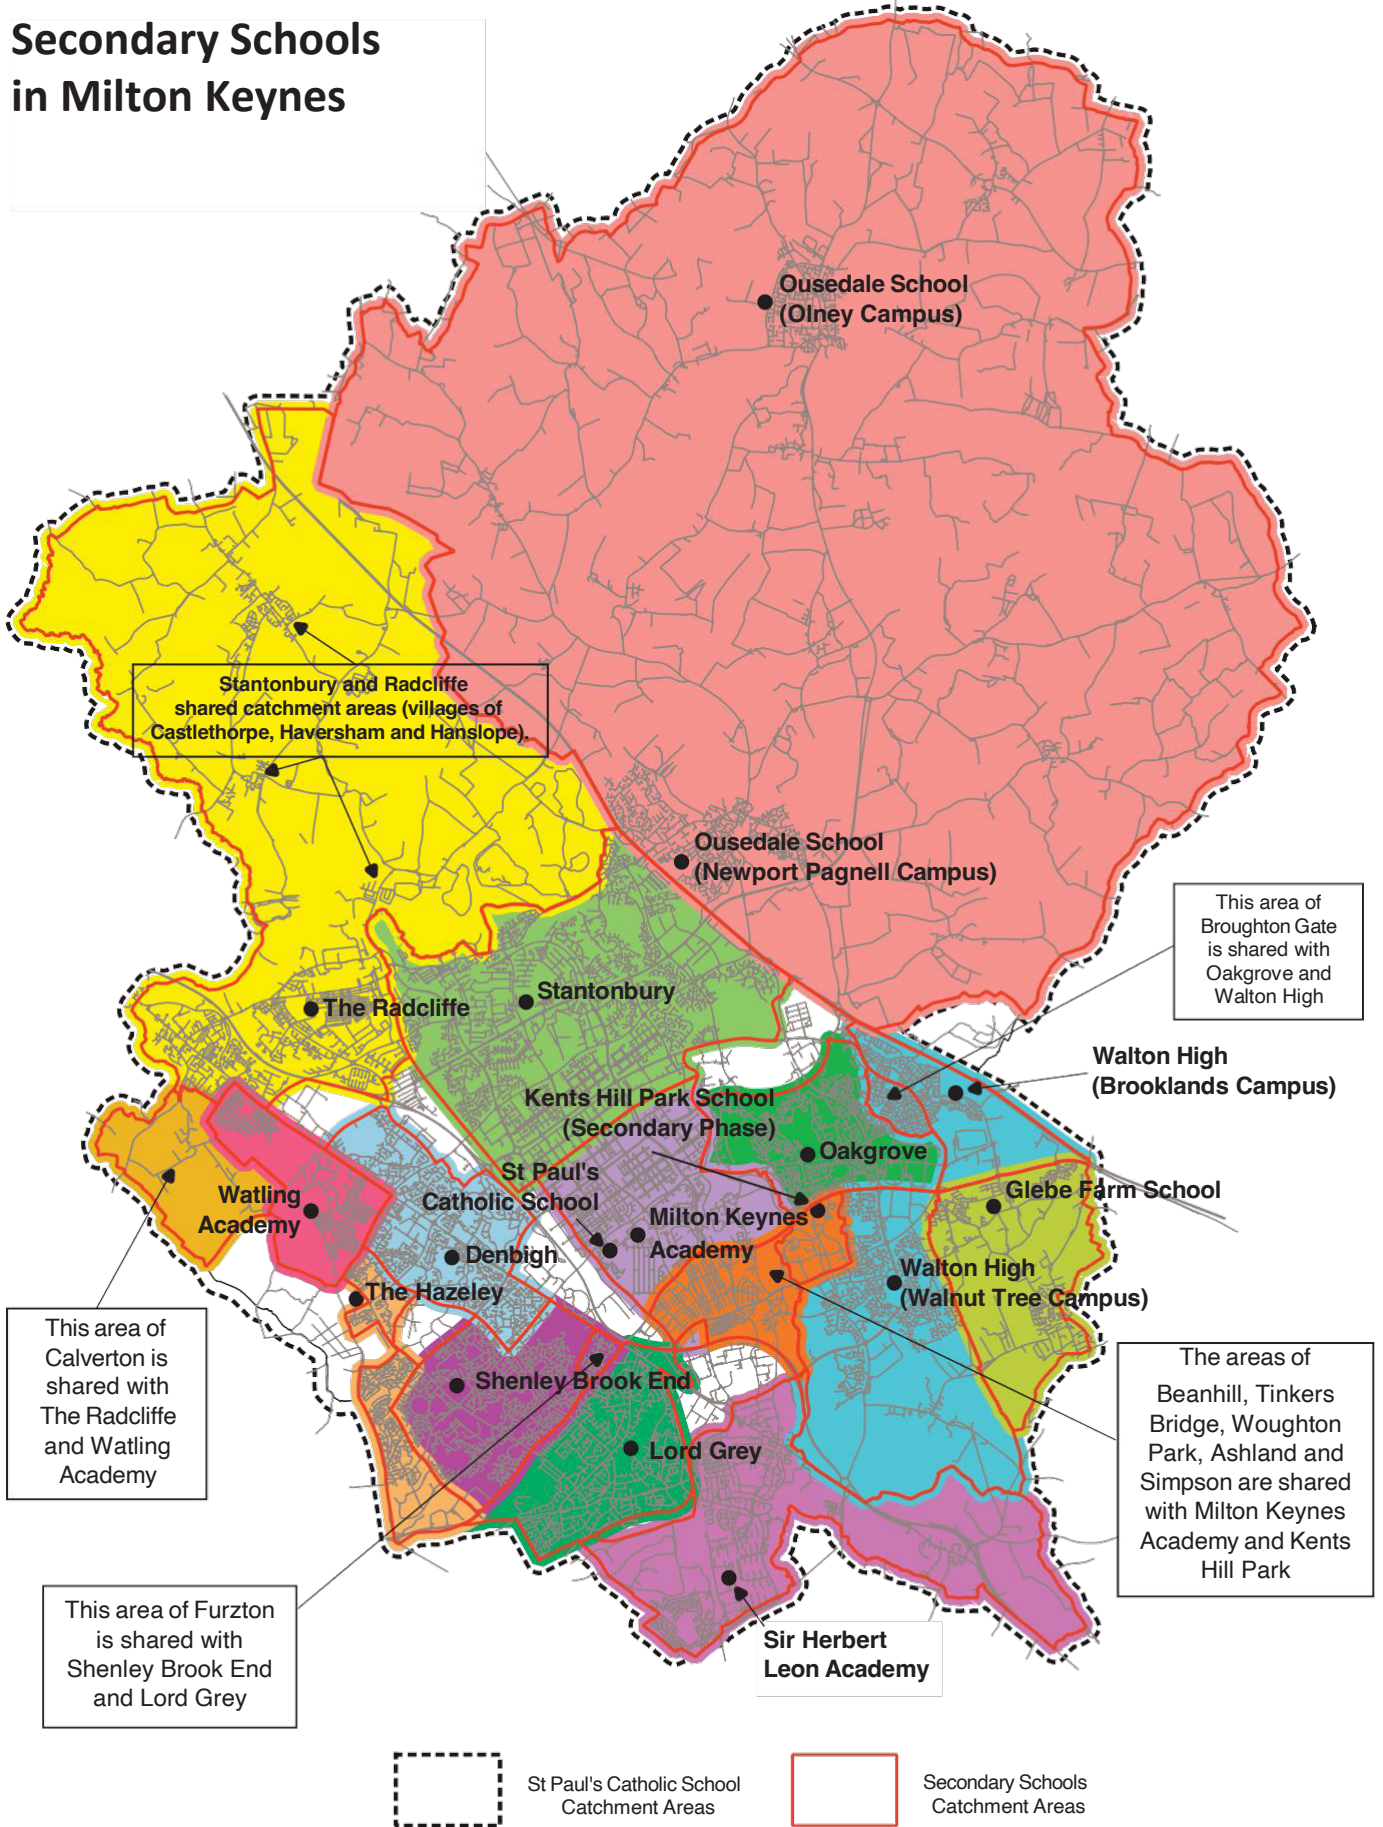 Secondary Schools
in Milton Keynes
Ousedale School
(Olney Campus)
Stantonbury and Radcliffe
shared catchment areas (villages of
Castlethorpe, Haversham and Hanslope).
Ousedale School
(Newport Pagnell Campus)
This area of
Broughton Gate
is shared with
Oakgrove and
Walton High
Stantonbury
The Radcliffe
Walton High
(Brooklands Campus)
Kents Hill Park School
(Secondary Phase)
Oakgrove
St Paul's
Catholic School
Glebe Farm School
Watling
Academy
Milton Keynes
Academy
Denbigh
Walton High
(Walnut Tree Campus)
The Hazeley
This area of
Calverton is
shared with
The Radcliffe
and Watling
Academy
The areas of
Beanhill, Tinkers
Bridge, Woughton
Park, Ashland and
Simpson are shared
with Milton Keynes
Academy and Kents
Hill Park
Shenley Brook End
Lord Grey
This area of Furzton
is shared with
Shenley Brook End
and Lord Grey
Sir Herbert
Leon Academy
St Paul's Catholic School
Catchment Areas
Secondary Schools
Catchment Areas